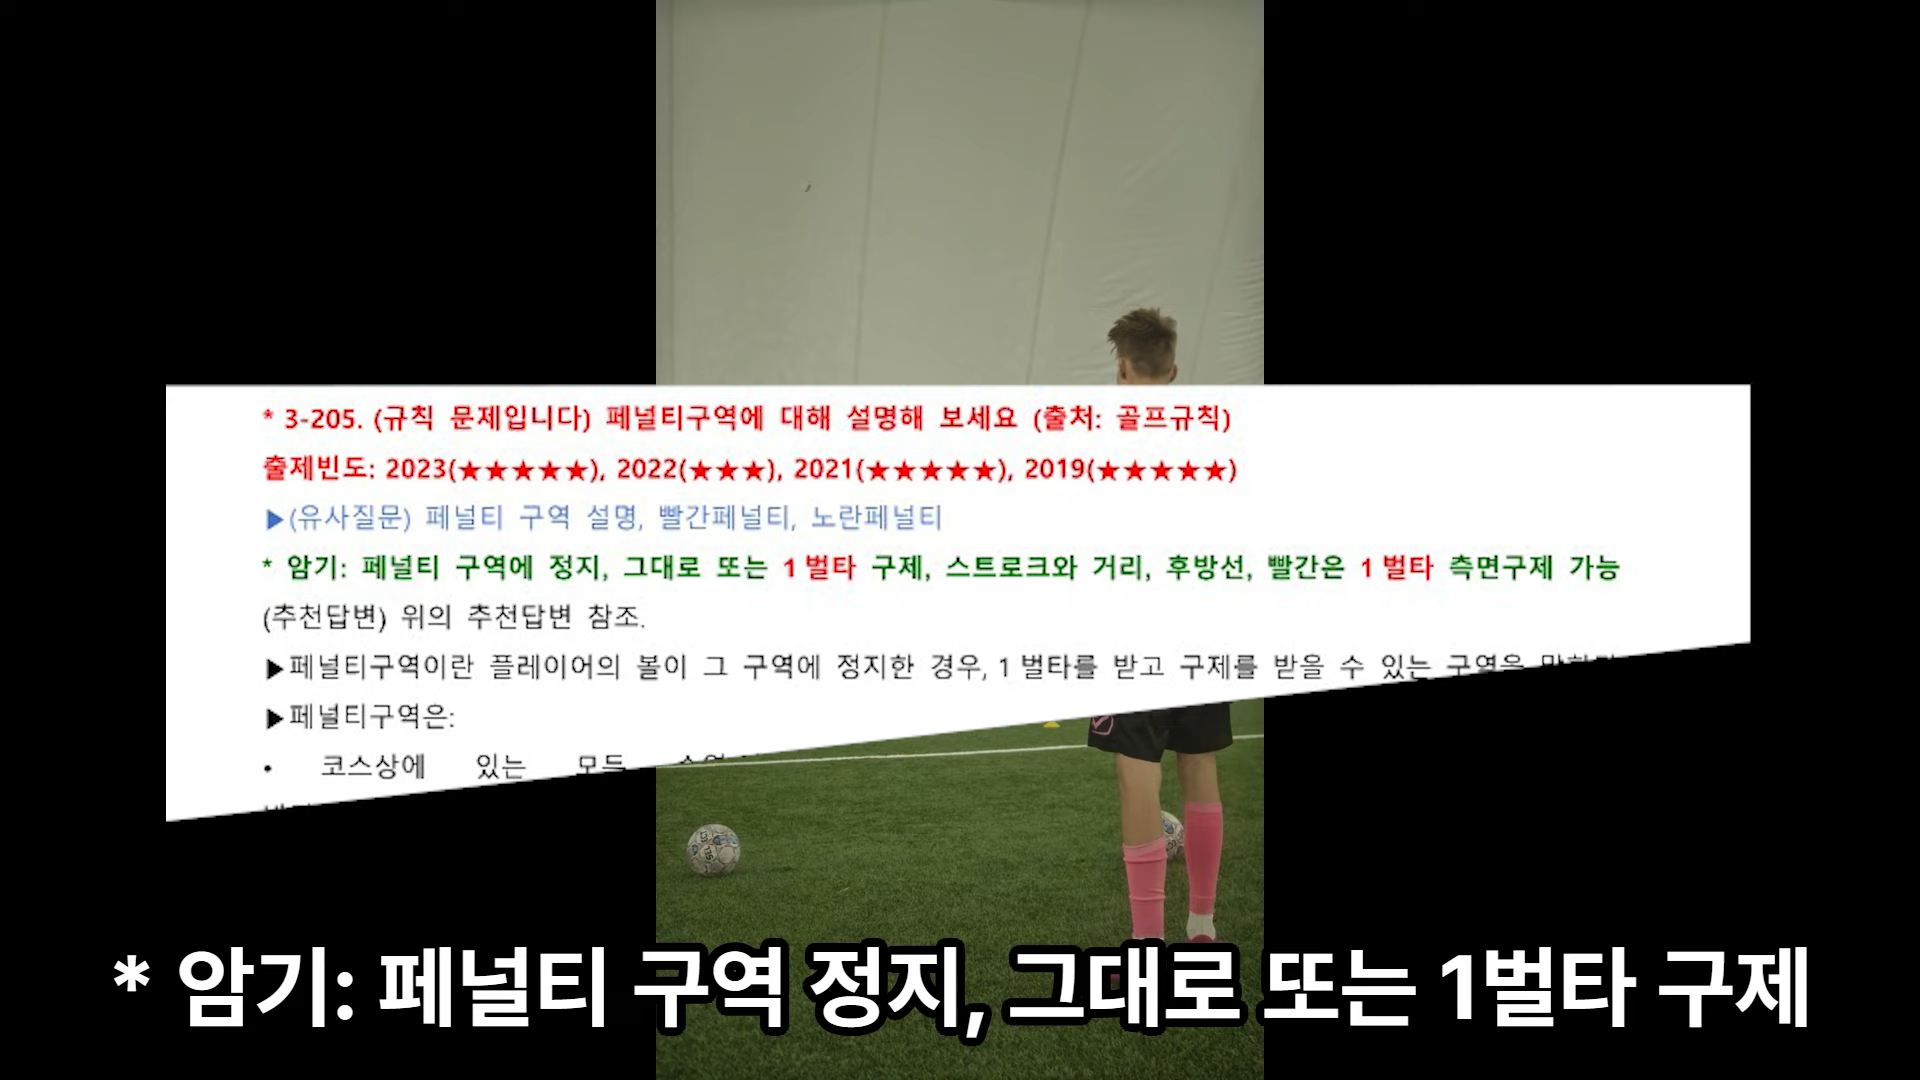 * 3-205. (규칙 문제입니다) 페널티구역에 대해 설명해 보세요 (출처: 골프규칙)
출제빈도: 2023(★★★★★), 2022(★★★), 2021(★★★★★), 2019(★★★★★)
▶(유사질문) 페널티 구역 설명, 빨간페널티, 노란페널티
* 암기: 페널티 구역에 정지, 그대로 또는 1벌타 구제, 스트로크와 거리, 후방선, 빨간은 1벌타 측면구제 가능
(추천답변) 위의 추천답변 참조.
▶페널티구역이란 플레이어의 볼이 그 구역에 정지한 경우, 1벌타를 받고 구제를 받을 수 있는 구역을
▶페널티구역은:
• 코스상에 있는 모든
* 암기: 페널티 구역 정지, 그대로 또는 1벌타 구제